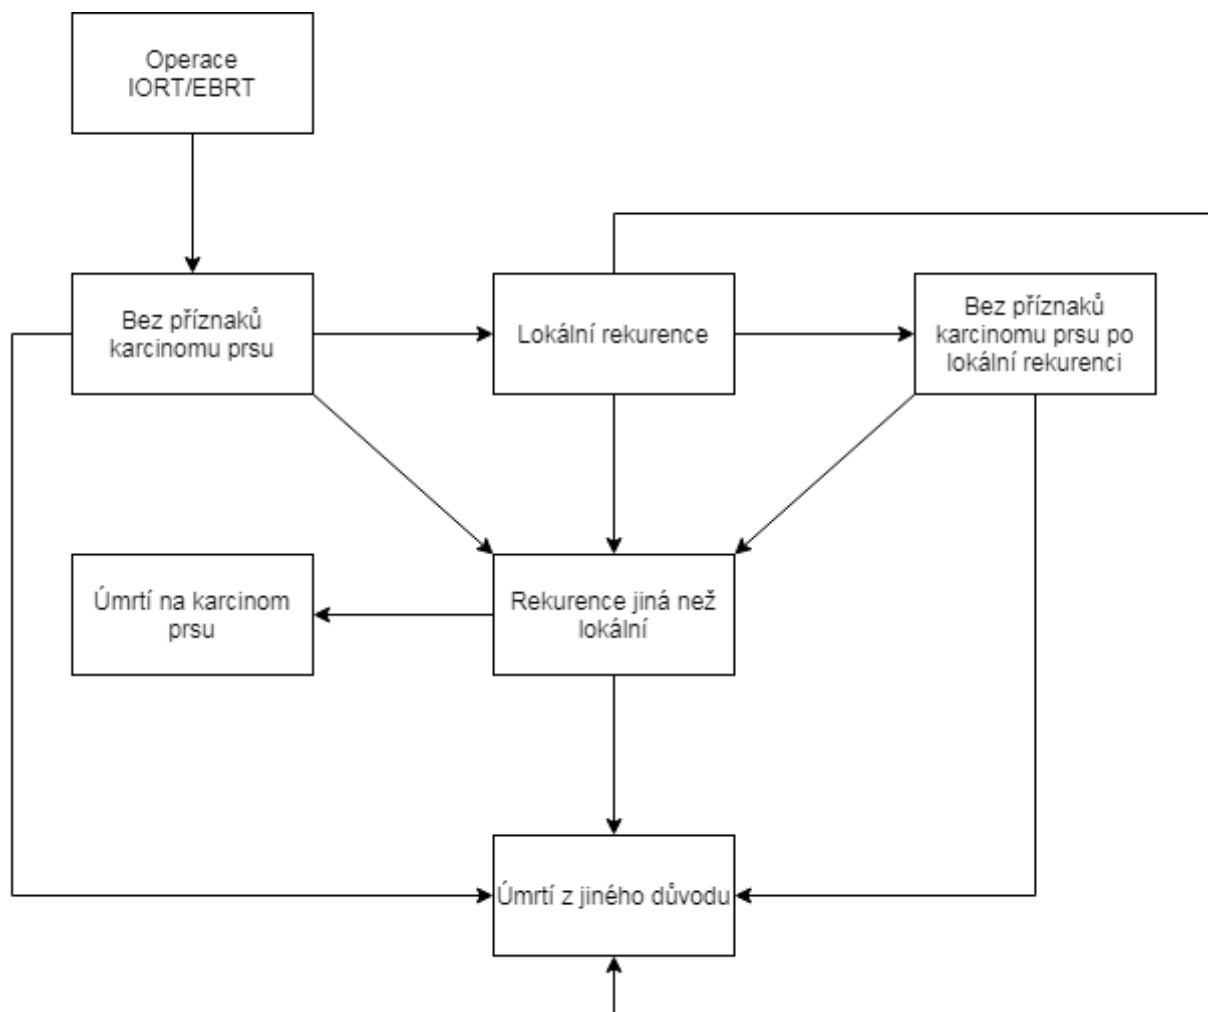 Operace
IORT/EBRT
Bez příznaků
karcinomu prsu
Lokální rekurence
Bez příznaků
karcinomu prsu po
lokální rekurenci
Úmrtí na karcinom
prsu
Rekurence jiná než
lokální
Úmrtí z jiného důvodu